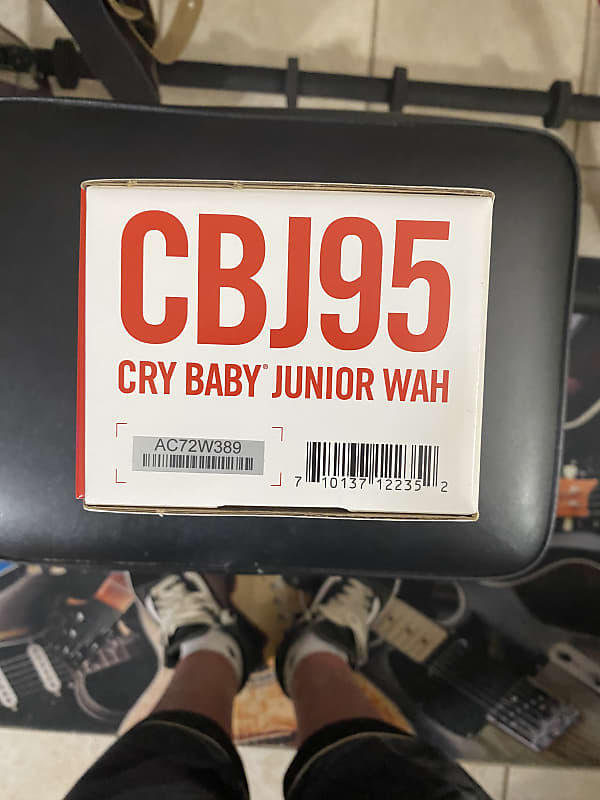 CBJ95
CRY BABY® JUNIOR WAH
AC72W389
7 10137 12235 2